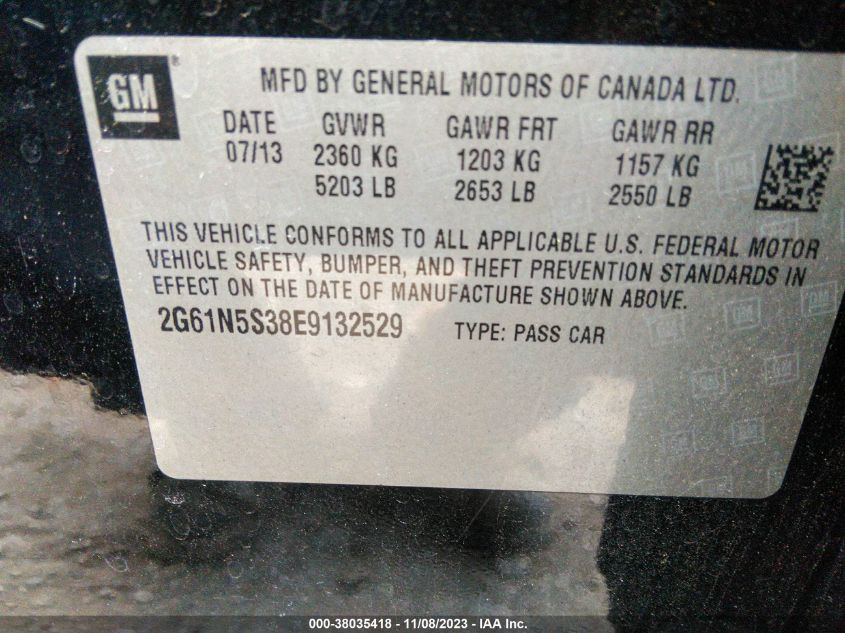 GM ®
MFD BY GENERAL MOTORS OF CANADA LTD.
DATE GVWR GAWR FRT GAWR RR
07/13 2360 KG 1203 KG 1157 KG
5203 LB 2653 LB 2550 LB
THIS VEHICLE CONFORMS TO ALL APPLICABLE U.S. FEDERAL MOTOR
VEHICLE SAFETY, BUMPER, AND THEFT PREVENTION STANDARDS IN
EFFECT ON THE DATE OF MANUFACTURE SHOWN ABOVE.
2G61N5S38E9132529 TYPE: PASS CAR
000-38035418 - 11/08/2023 - IAA Inc.